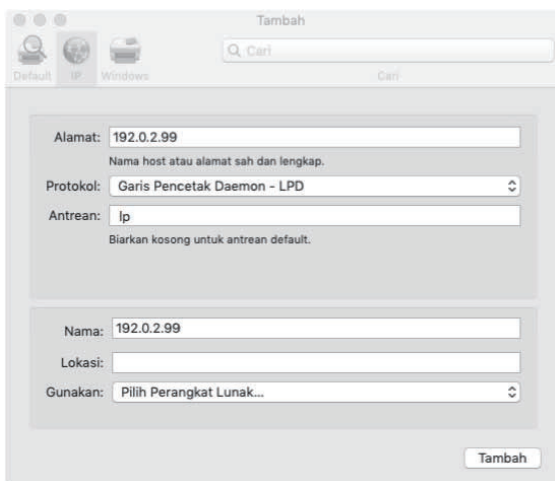 Tambah
Cari
Default IP Windows Cari
Alamat: 192.0.2.99
Nama host atau alamat sah dan lengkap.
Protokol: Garis Pencetak Daemon - LPD
Antrean: lp
Biarkan kosong untuk antrean default.
Nama: 192.0.2.99
Lokasi:
Gunakan: Pilih Perangkat Lunak...
Tambah